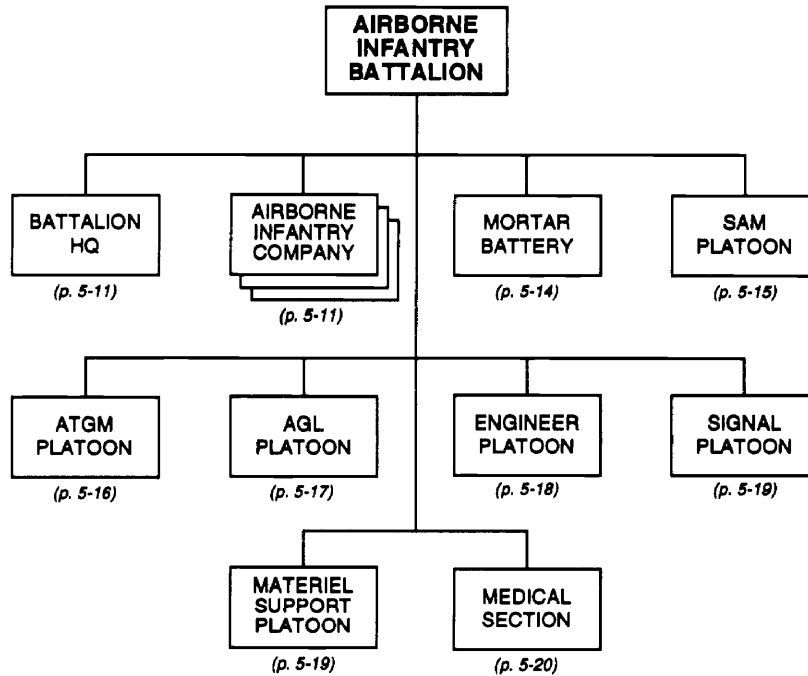 AIRBORNE
INFANTRY
BATTALION
BATTALION
HQ
(p. 5-11)
AIRBORNE
INFANTRY
COMPANY
(p. 5-11)
MORTAR
BATTERY
(p. 5-14)
SAM
PLATOON
(p. 5-15)
ATGM
PLATOON
(p. 5-16)
AGL
PLATOON
(p. 5-17)
ENGINEER
PLATOON
(p. 5-18)
SIGNAL
PLATOON
(p. 5-19)
MATERIEL
SUPPORT
PLATOON
(p. 5-19)
MEDICAL
SECTION
(p. 5-20)